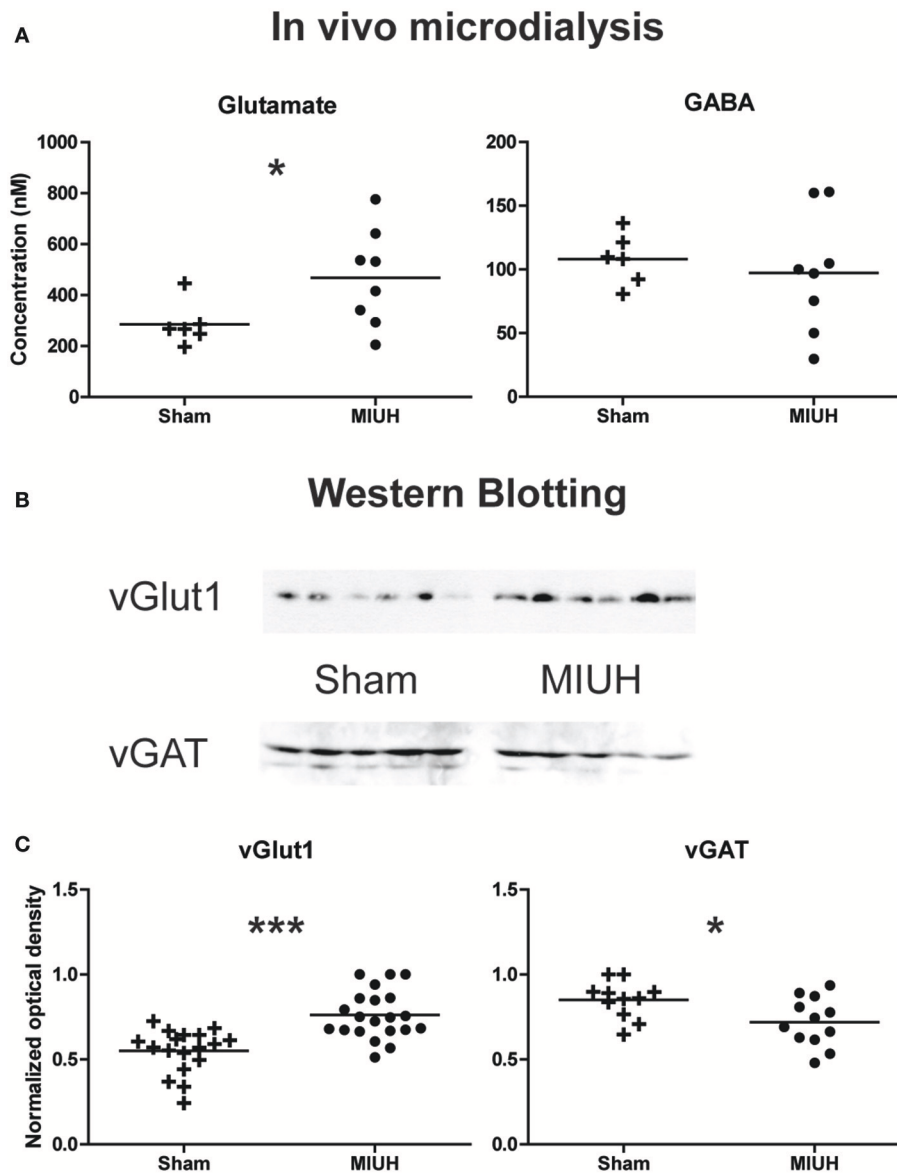 A
In vivo microdialysis
Glutamate
GABA
Concentration (nM)
1000
800
600
400
200
0
*
Sham
MIUH
200
150
100
50
0
Sham
MIUH
B
Western Blotting
vGlut1
Sham
MIUH
vGAT
C
vGlut1
vGAT
Normalized optical density
1.5
1.0
0.5
0.0
***
Sham
MIUH
1.5
1.0
0.5
0.0
*
Sham
MIUH